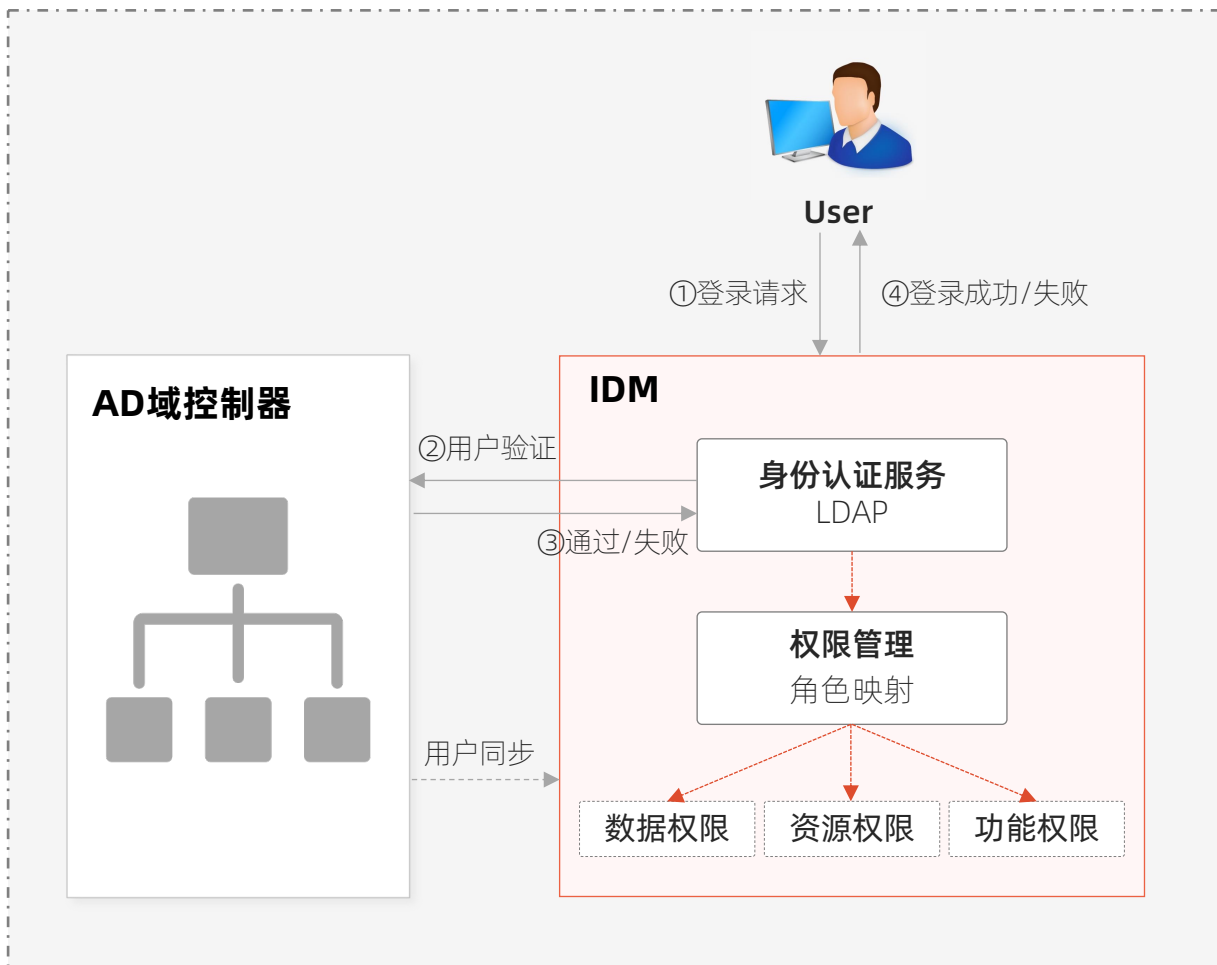 User
①登录请求
④登录成功/失败
AD域控制器
IDM
②用户验证
身份认证服务
LDAP
③通过/失败
权限管理
角色映射
用户同步
数据权限
资源权限
功能权限